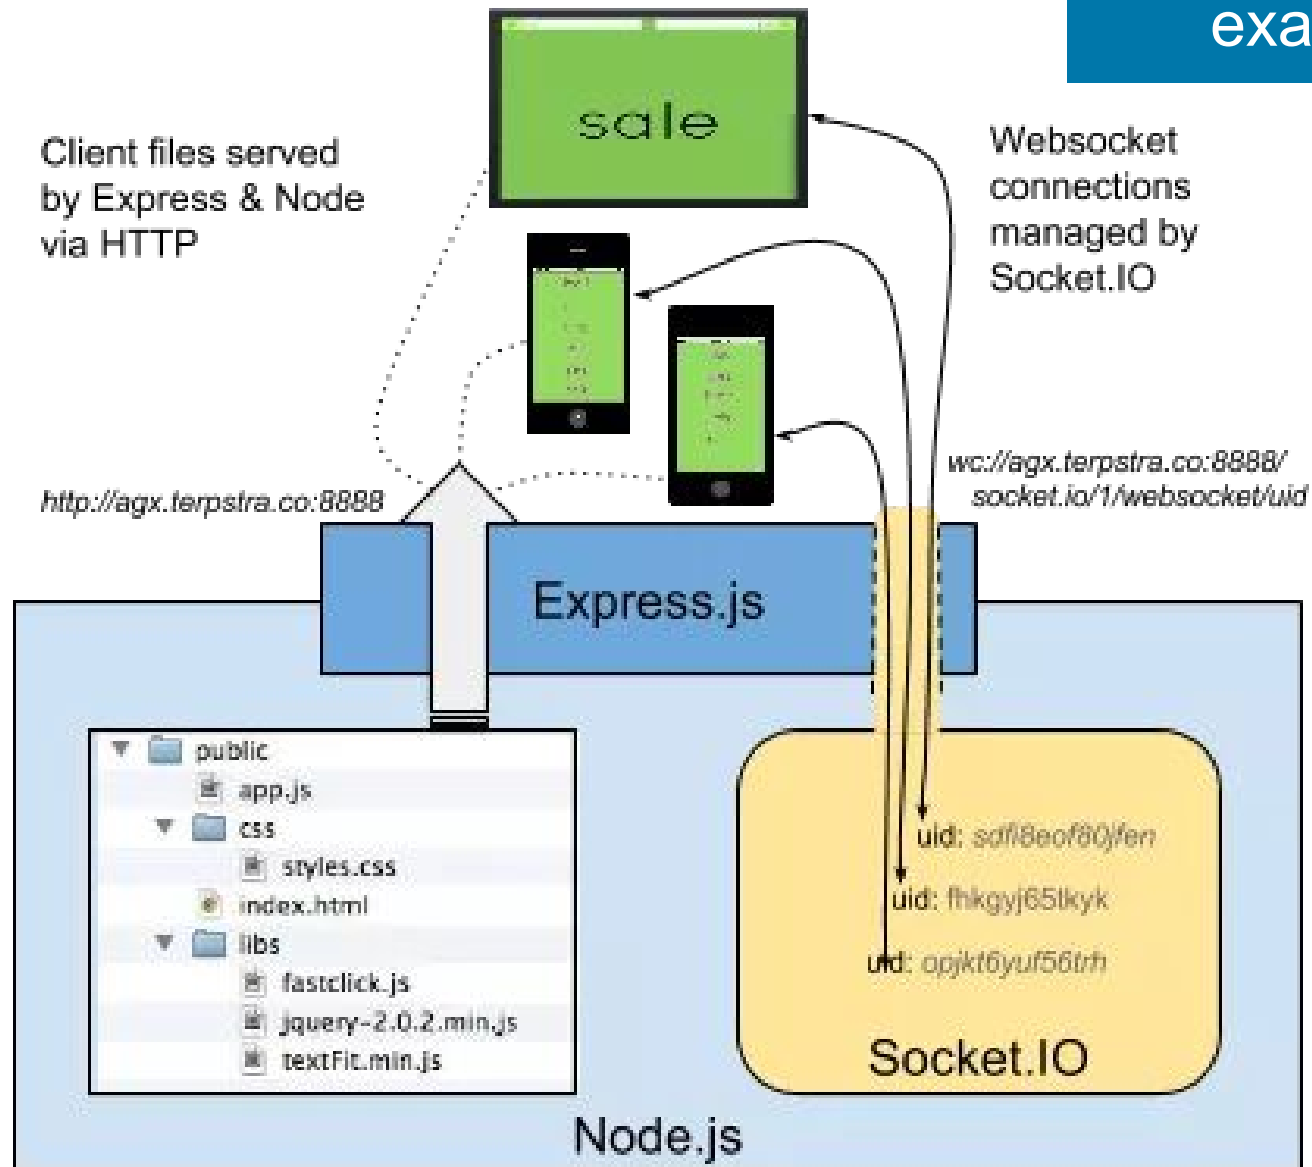 exa
sale
Client files served
by Express & Node
via HTTP
Websocket
connections
managed by
Socket.IO
http://agx.terpstra.co:8888
wc://agx.terpstra.co:8888/
socket.io/1/websocket/uid
Express.js
public
app.js
css
styles.css
index.html
libs
fastclick.js
jquery-2.0.2.min.js
textFit.min.js
uid: sdfi8eof80jfen
uid: fhkgyj65tkyk
uid: opjkt6yuf56trh
Socket.IO
Node.js